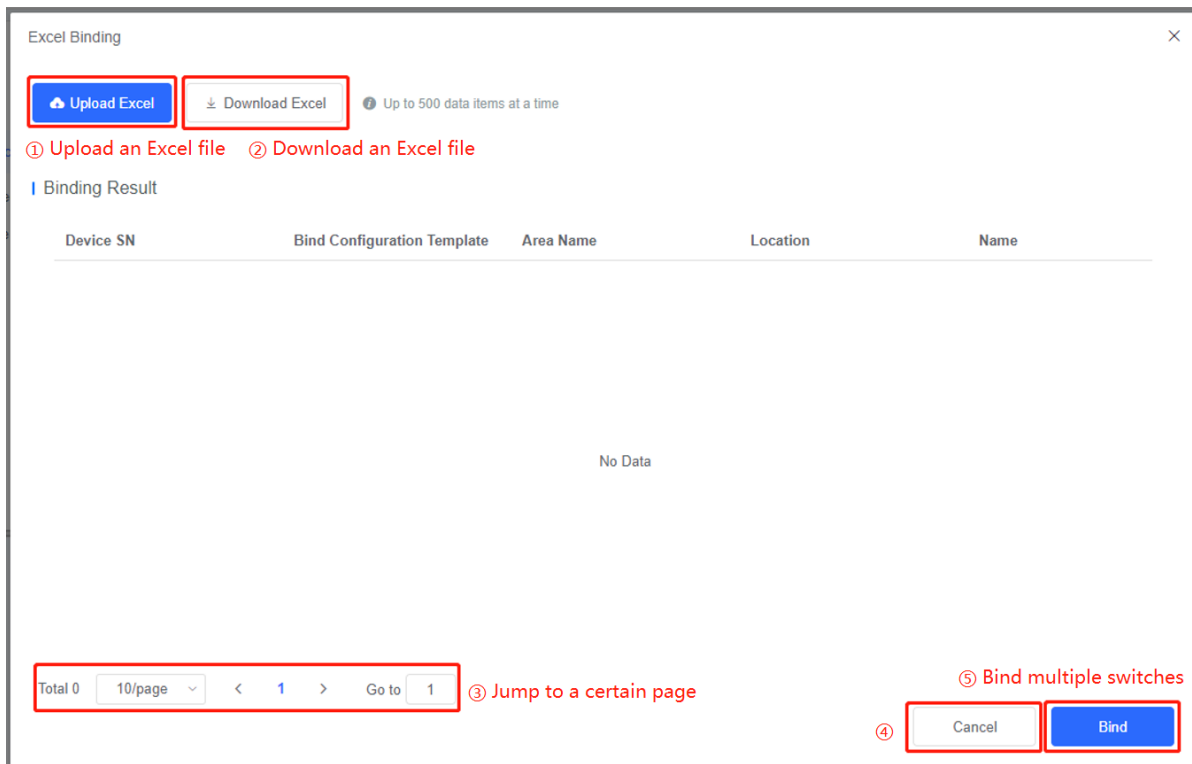 Excel Binding
Upload Excel Download Excel Up to 500 data items at a time
① Upload an Excel file ② Download an Excel file
Binding Result
Device SN Bind Configuration Template Area Name Location Name
No Data
Total 0 10/page < 1 > Go to 1 ③ Jump to a certain page
⑤ Bind multiple switches
④ Cancel Bind